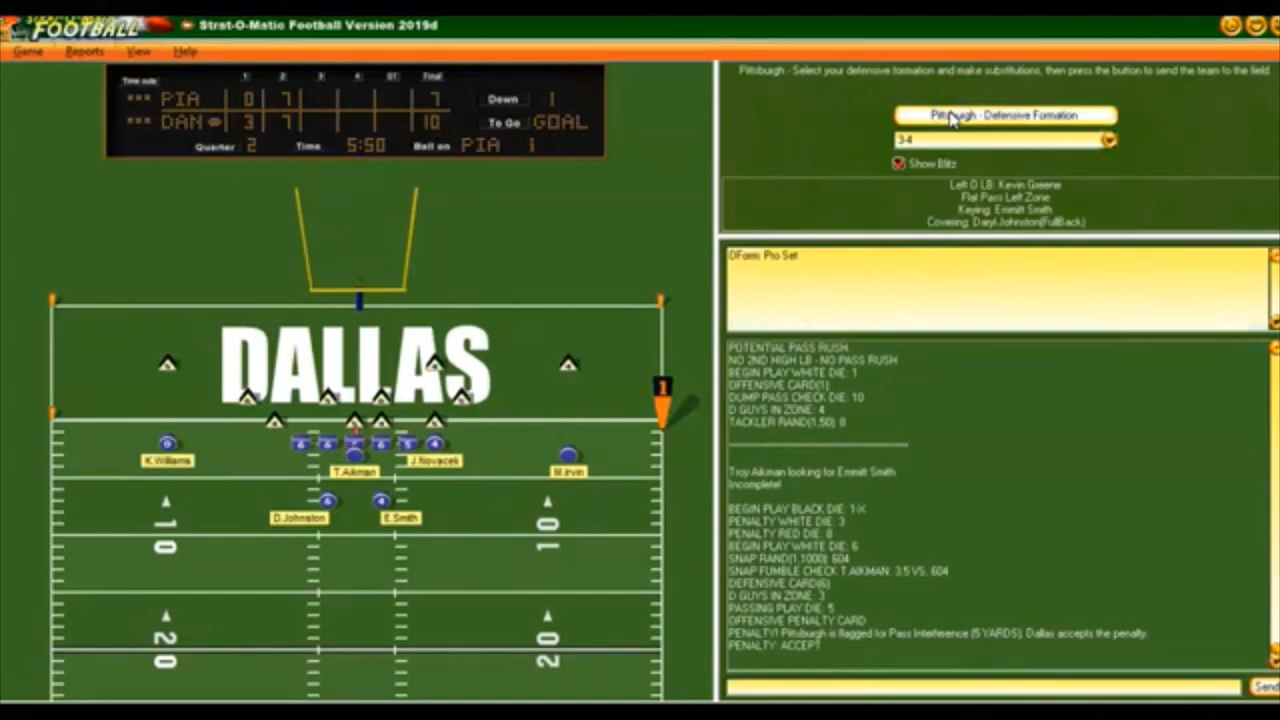 FOOTBALL Strat-O-Matic Football Version 2019d
Game Reports View Help
Time outs 1 2 3 4 OT Final
*** PIA 0 7 7 Down 1
*** DAN 3 7 10 To Go GOAL
Quarter 2 Time 5:50 Ball on PIA 1
Pittsburgh - Select your defensive formation and make substitutions, then press the button to send the team to the field
Pittsburgh - Defensive Formation
34
Show Blitz
Left O LB: Kevin Greene
Flat Pass Left Zone
Keying: Emmitt Smith
Covering: Daryl Johnston(FullBack)
OForm: Pro Set
DALLAS
1
K.Williams
T.Aikman
J.Novacek
M.Irvin
D.Johnston
E.Smith
10
10
20
20
POTENTIAL PASS RUSH
NO 2ND HIGH LB - NO PASS RUSH
BEGIN PLAY WHITE DIE: 1
OFFENSIVE CARD(1)
DUMP PASS CHECK DIE: 10
D GUYS IN ZONE: 4
TACKLER RAND(1,50): 8
Troy Aikman looking for Emmitt Smith
Incomplete!
BEGIN PLAY BLACK DIE: 1-X
PENALTY WHITE DIE: 3
PENALTY RED DIE: 8
BEGIN PLAY WHITE DIE: 6
SNAP RAND(1,1000): 604
SNAP FUMBLE CHECK T.AIKMAN: 3.5 VS. 604
DEFENSIVE CARD(6)
D GUYS IN ZONE: 3
PASSING PLAY DIE: 5
OFFENSIVE PENALTY CARD
PENALTY! Pittsburgh is flagged for Pass Interference (5 YARDS). Dallas accepts the penalty.
PENALTY: ACCEPT
Send